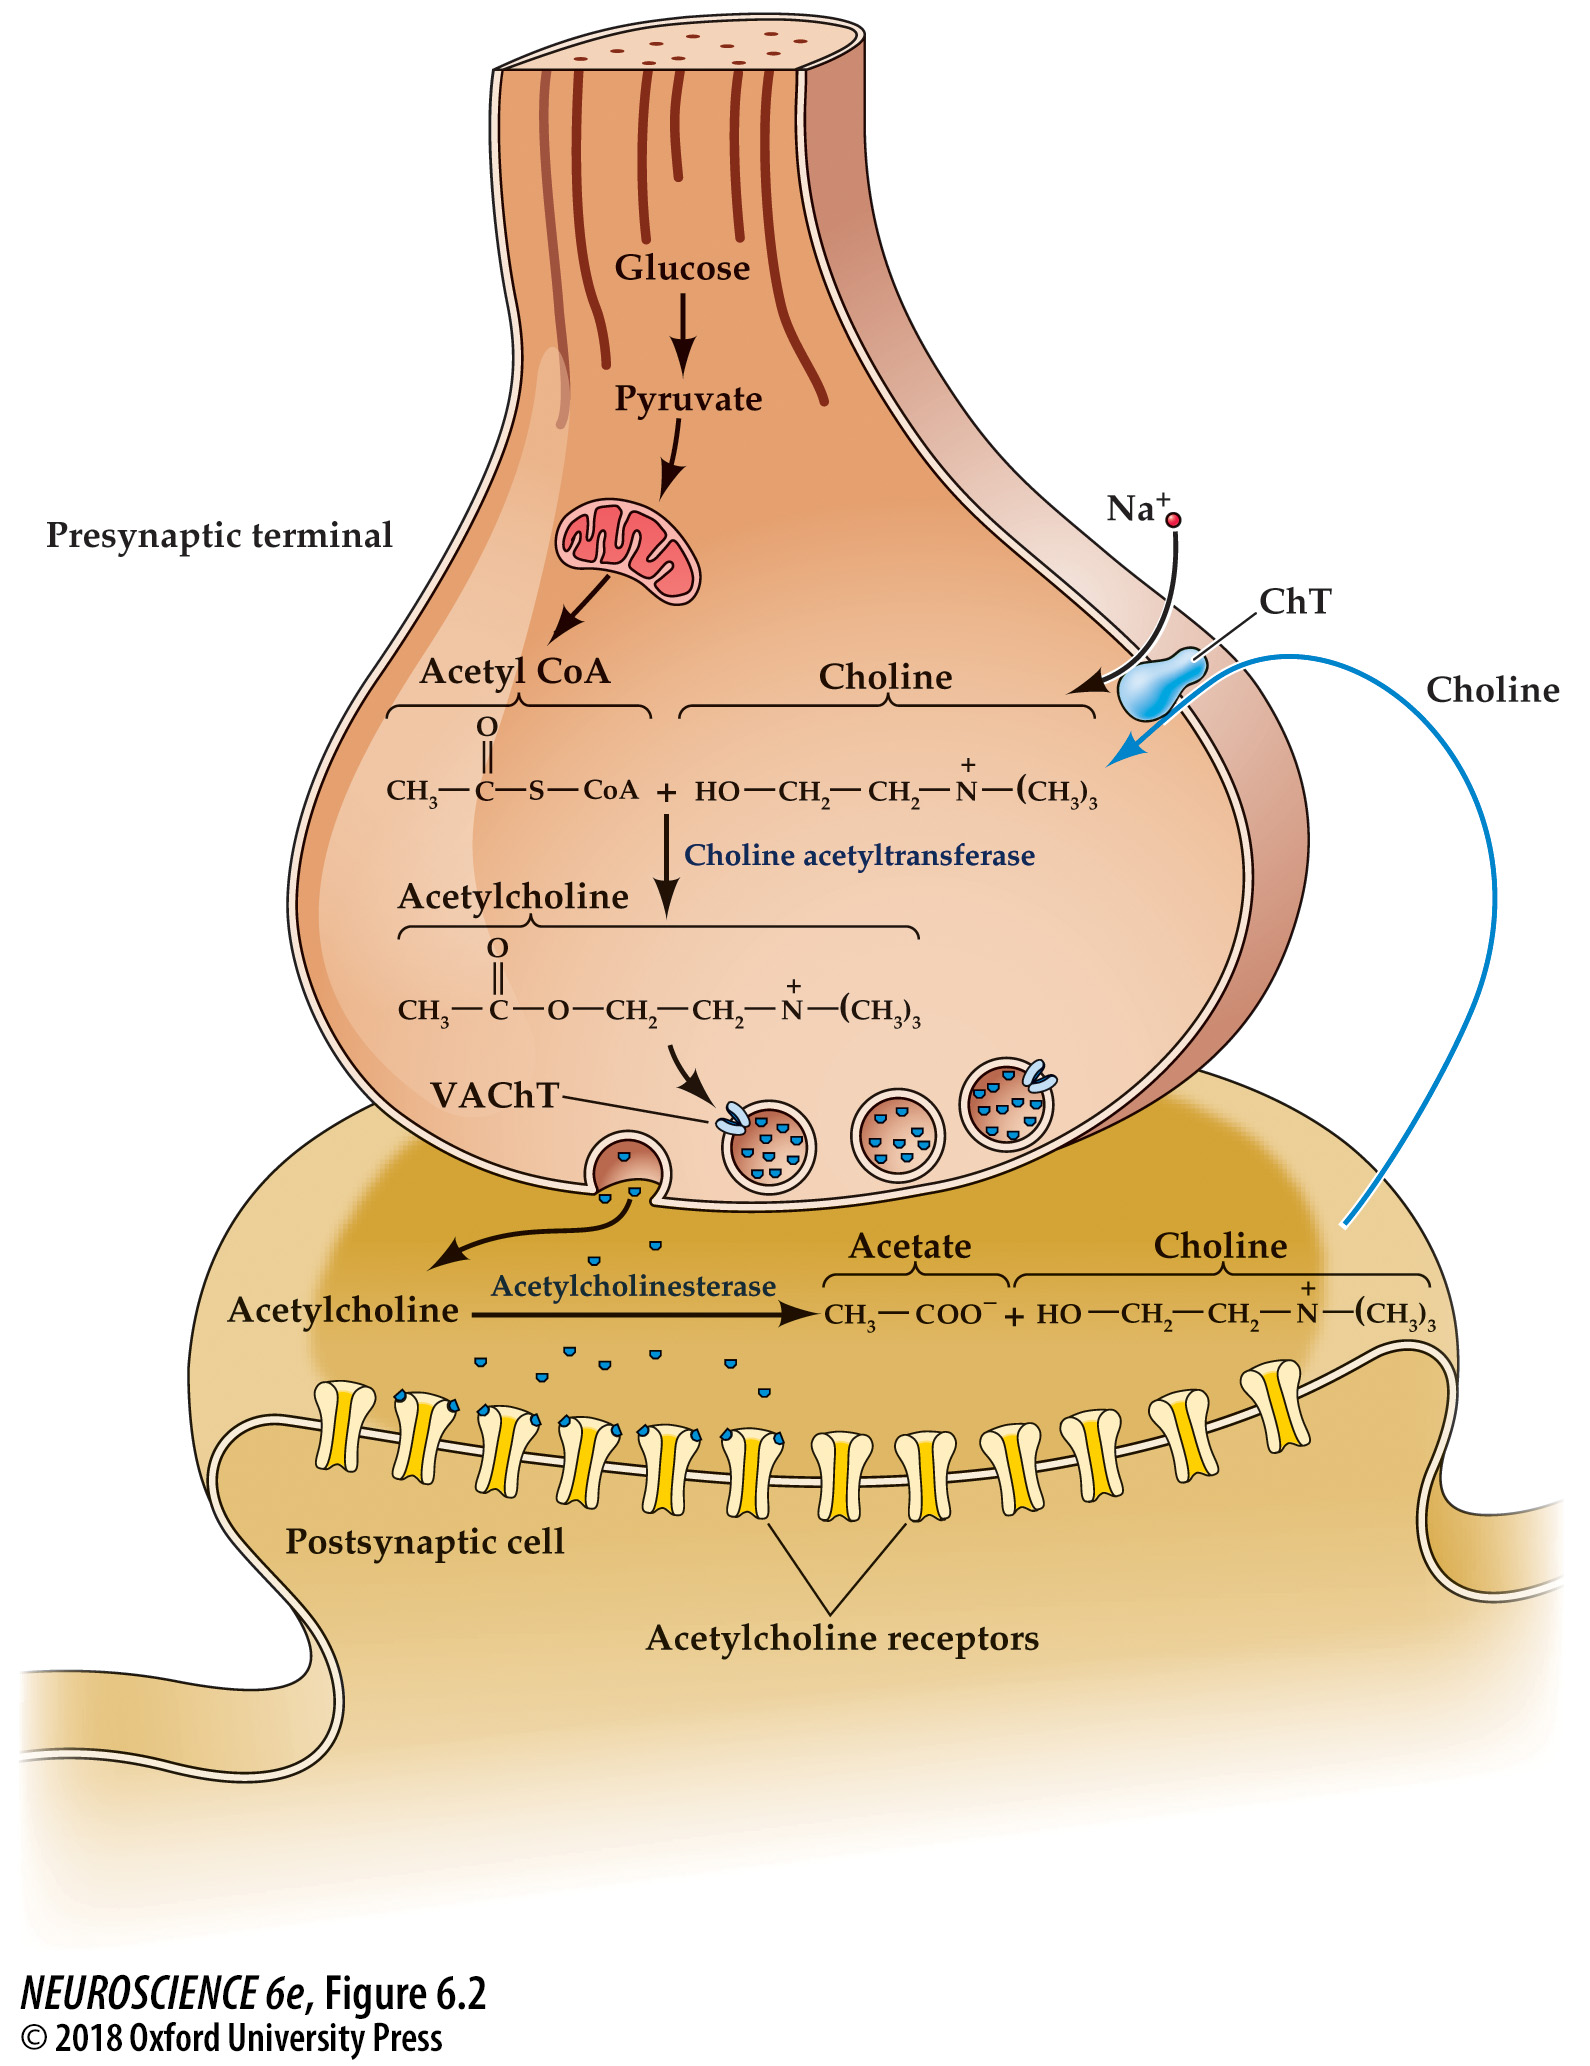 Glucose
Pyruvate
Presynaptic terminal
Na+
ChT
Acetyl CoA
Choline
Choline
O
CH3—C—S—CoA + HO—CH2—CH2—N+—(CH3)3
Choline acetyltransferase
Acetylcholine
O
CH3—C—O—CH2—CH2—N+—(CH3)3
VAChT
Acetate
Choline
Acetylcholinesterase
Acetylcholine
CH3—COO− + HO—CH2—CH2—N+—(CH3)3
Postsynaptic cell
Acetylcholine receptors
NEUROSCIENCE 6e, Figure 6.2
© 2018 Oxford University Press